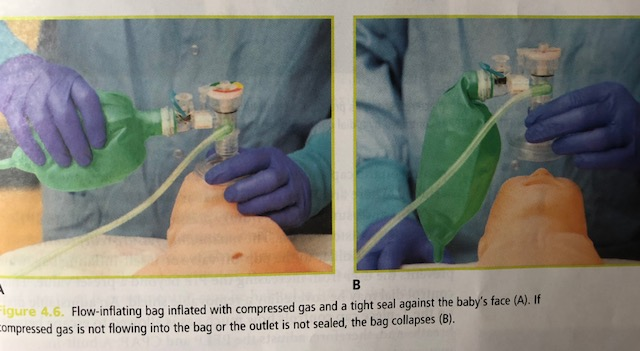 A
B
Figure 4.6. Flow-inflating bag inflated with compressed gas and a tight seal against the baby's face (A). If
compressed gas is not flowing into the bag or the outlet is not sealed, the bag collapses (B).